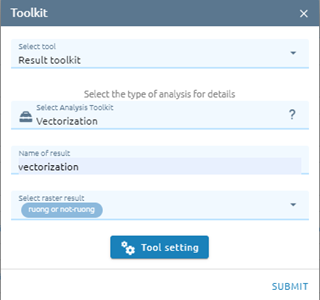 Toolkit
Select tool
Result toolkit
Select the type of analysis for details
Select Analysis Toolkit
Vectorization
?
Name of result
vectorization
Select raster result
ruong or not-ruong
Tool setting
SUBMIT